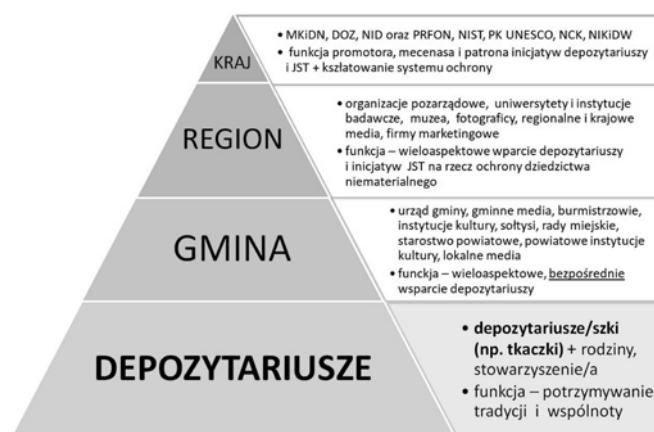 KRAJ
• MKiDN, DOZ, NID oraz PRFON, NIST, PK UNESCO, NCK, NIKiDW
• funkcja promotora, mecenasa i patrona inicjatyw depozytariuszy
i JST + kszłatowanie systemu ochrony
REGION
• organizacje pozarządowe, uniwersytety i instytucje
badawcze, muzea, fotograficy, regionalne i krajowe
media, firmy marketingowe
• funkcja – wieloaspektowe wparcie depozytariuszy
i inicjatyw JST na rzecz ochrony dziedzictwa
niematerialnego
GMINA
• urząd gminy, gminne media, burmistrzowie,
instytucje kultury, sołtysi, rady miejskie,
starostwo powiatowe, powiatowe instytucje
kultury, lokalne media
• funckja – wieloaspektowe, bezpośrednie
wsparcie depozytariuszy
DEPOZYTARIUSZE
• depozytariusze/szki
(np. tkaczki) + rodziny,
stowarzyszenie/a
• funkcja – potrzymywanie
tradycji i wspólnoty